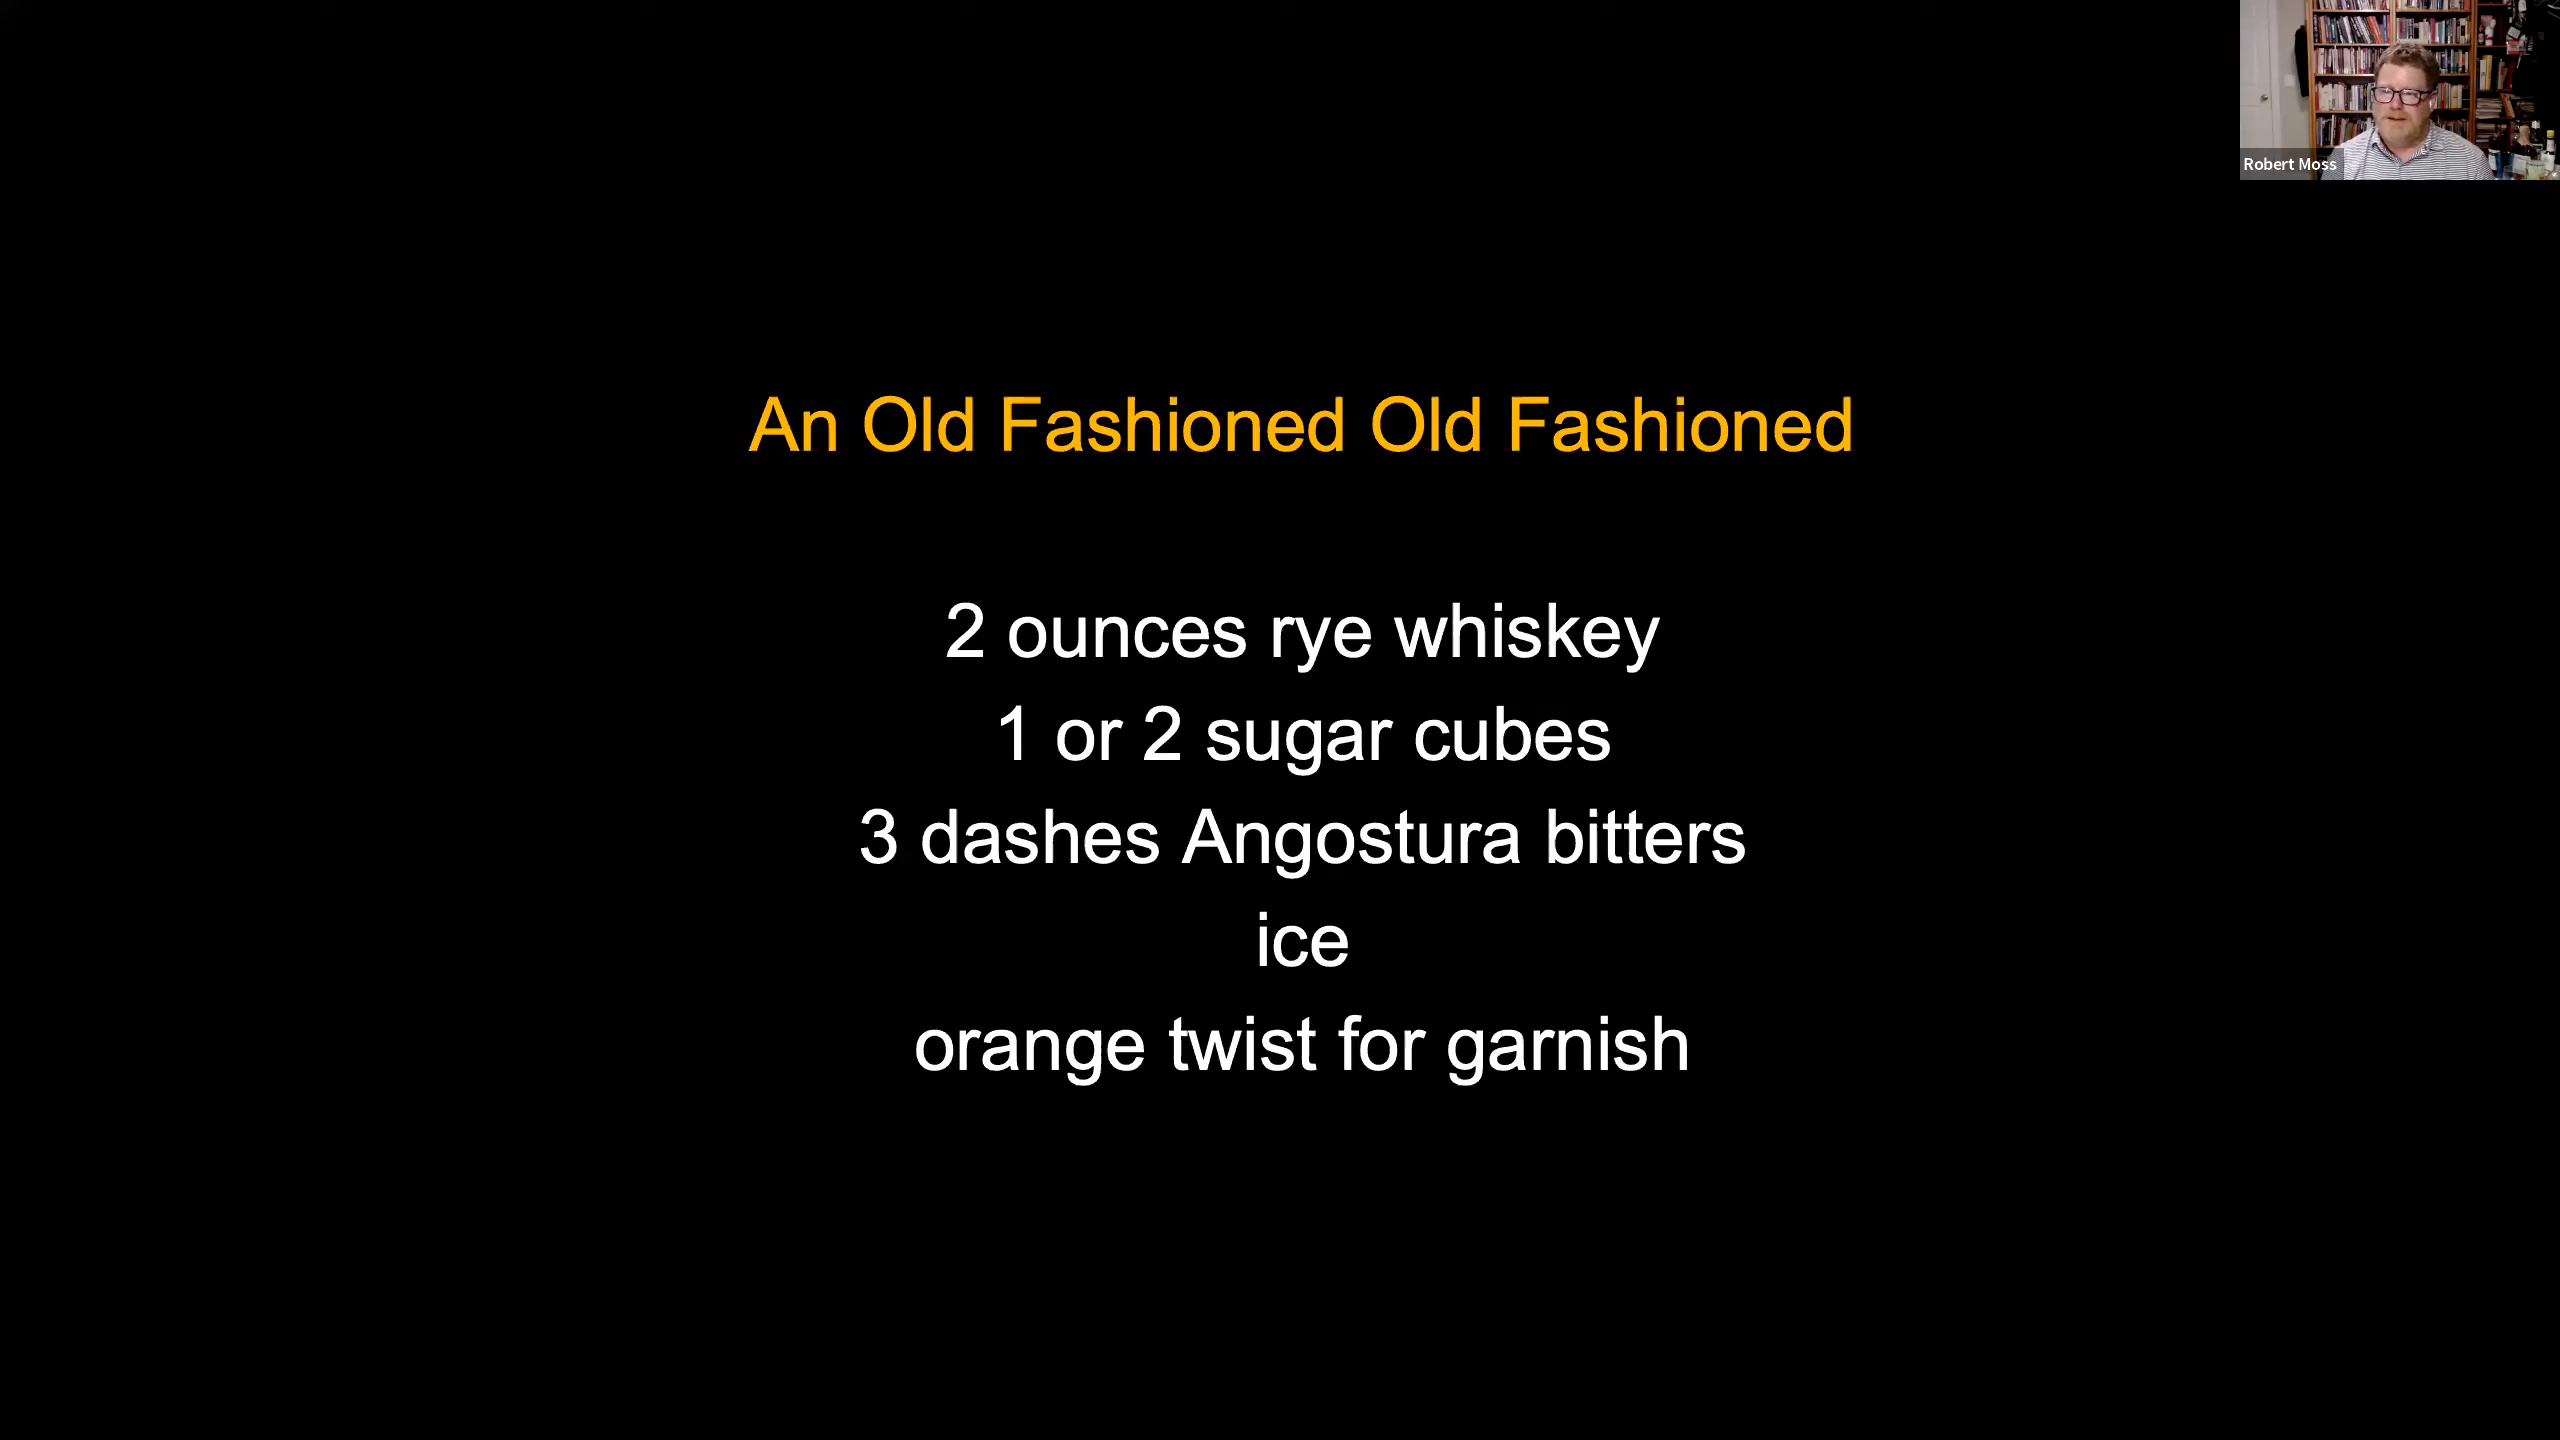 Robert Moss
An Old Fashioned Old Fashioned
2 ounces rye whiskey
1 or 2 sugar cubes
3 dashes Angostura bitters
ice
orange twist for garnish